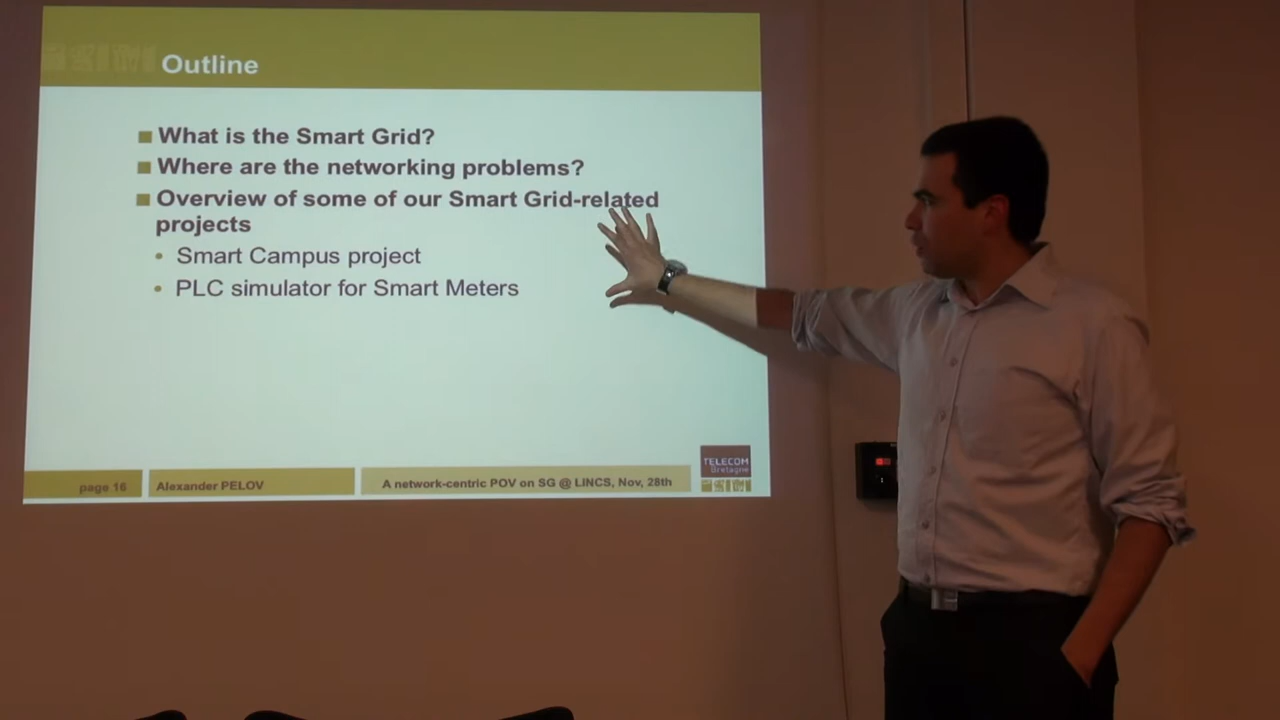 Outline
What is the Smart Grid?
Where are the networking problems?
Overview of some of our Smart Grid-related
projects
Smart Campus project
PLC simulator for Smart Meters
page 16
Alexander PELOV
A network-centric POV on SG @ LINCS, Nov, 28th
TELECOM
Bretagne